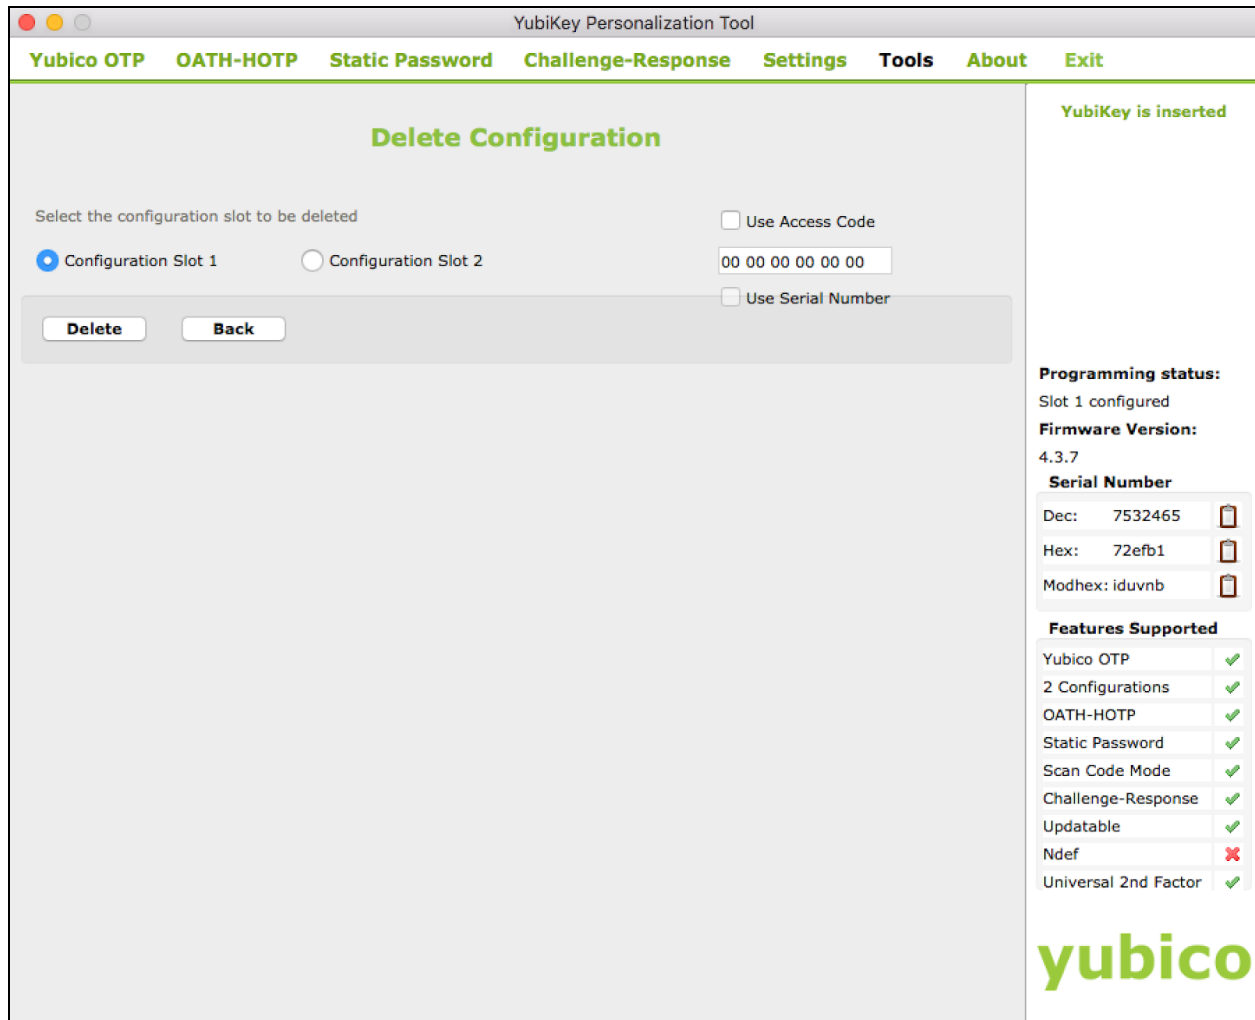 YubiKey Personalization Tool
Yubico OTP OATH-HOTP Static Password Challenge-Response Settings Tools About Exit
YubiKey is inserted
Delete Configuration
Select the configuration slot to be deleted
Use Access Code
Configuration Slot 1 Configuration Slot 2
00 00 00 00 00 00
Use Serial Number
Delete Back
Programming status:
Slot 1 configured
Firmware Version:
4.3.7
Serial Number
Dec: 7532465
Hex: 72efb1
Modhex: iduvnb
Features Supported
Yubico OTP
2 Configurations
OATH-HOTP
Static Password
Scan Code Mode
Challenge-Response
Updatable
Ndef
Universal 2nd Factor
yubico